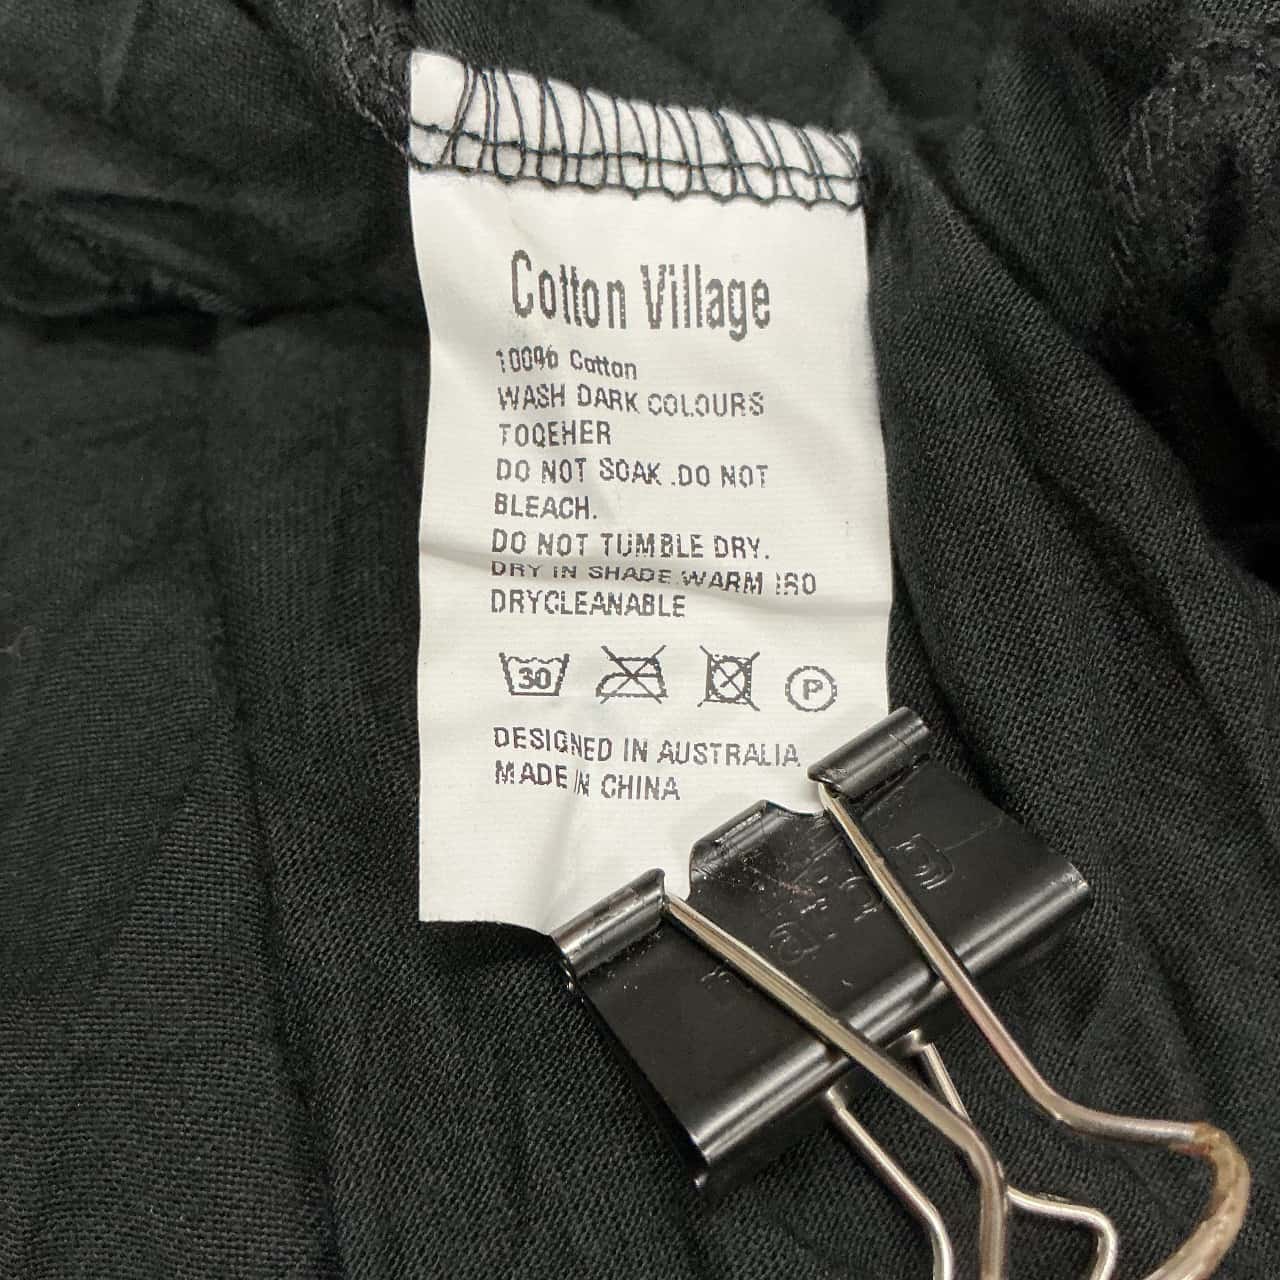 Cotton Village
100% Cotton
WASH DARK COLOURS
TOQEHER
DO NOT SOAK .DO NOT
BLEACH.
DO NOT TUMBLE DRY.
DRY IN SHADE.WARM IRO
DRYCLEANABLE
30
P
DESIGNED IN AUSTRALIA
MADE IN CHINA